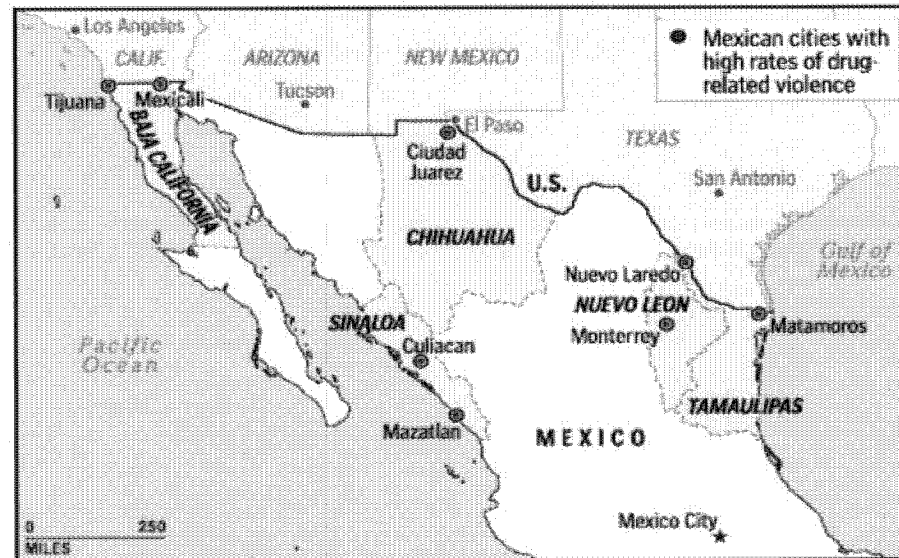 Los Angeles
CALIF.
ARIZONA
NEW MEXICO
Mexican cities with
high rates of drug-
related violence
Tijuana
Mexicali
Tucson
El Paso
BAJA CALIFORNIA
Ciudad
Juarez
TEXAS
U.S.
San Antonio
CHIHUAHUA
Gulf of
Mexico
Nuevo Laredo
NUEVO LEON
SINALOA
Monterrey
Matamoros
Pacific
Ocean
Culiacan
TAMAULIPAS
Mazatlan
MEXICO
0 250
MILES
Mexico City